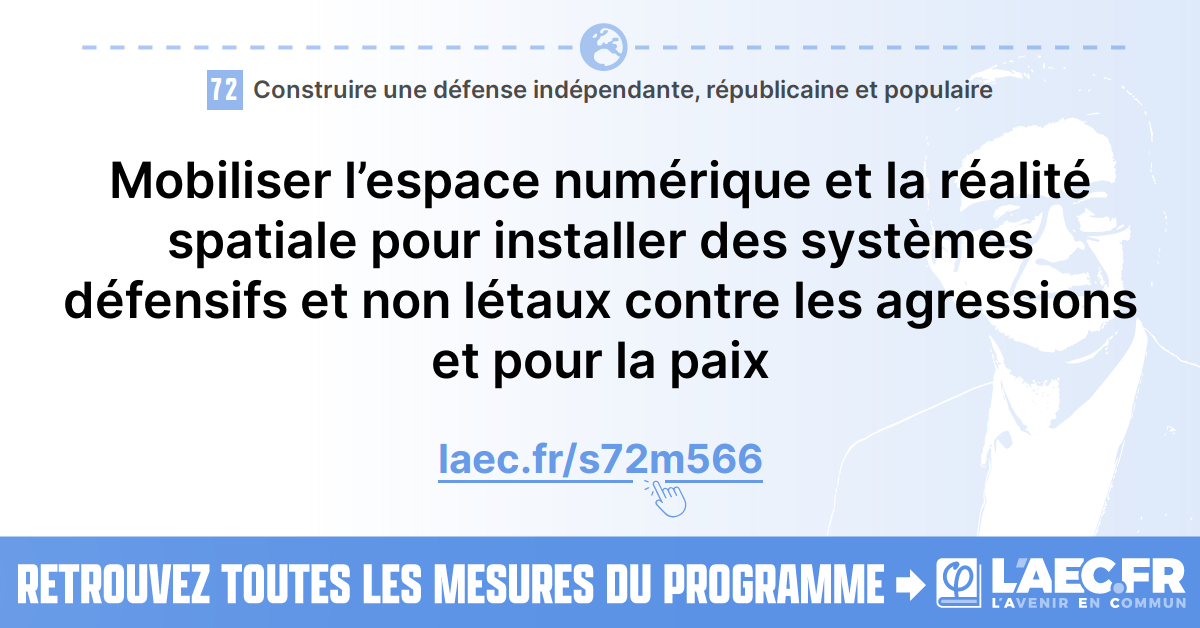 72 Construire une défense indépendante, républicaine et populaire
Mobiliser l’espace numérique et la réalité
spatiale pour installer des systèmes
défensifs et non létaux contre les agressions
et pour la paix
laec.fr/s72m566
RETROUVEZ TOUTES LES MESURES DU PROGRAMME
φ L'AEC.FR
L'AVENIR EN COMMUN